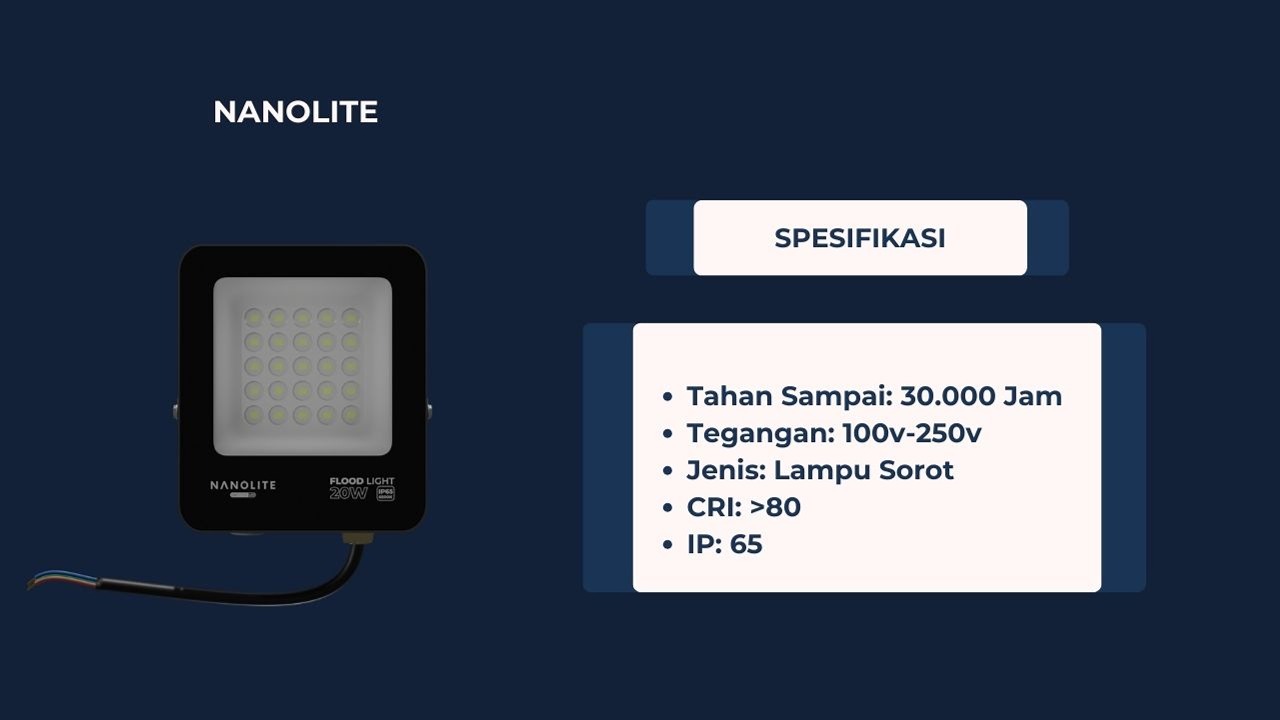 NANOLITE
NANOLITE
FLOOD LIGHT
20W IP65
SPESIFIKASI
• Tahan Sampai: 30.000 Jam
• Tegangan: 100v-250v
• Jenis: Lampu Sorot
• CRI: >80
• IP: 65